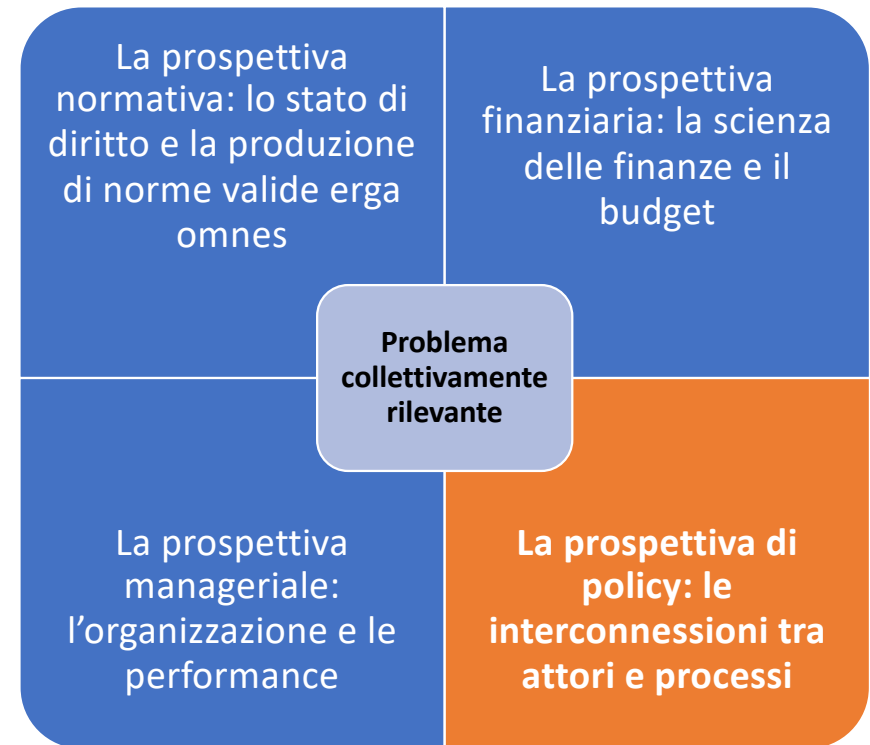 La prospettiva
normativa: lo stato di
diritto e la produzione
di norme valide erga
omnes
La prospettiva
finanziaria: la scienza
delle finanze e il
budget
Problema
collettivamente
rilevante
La prospettiva
manageriale:
l’organizzazione e le
performance
La prospettiva di
policy: le
interconnessioni tra
attori e processi